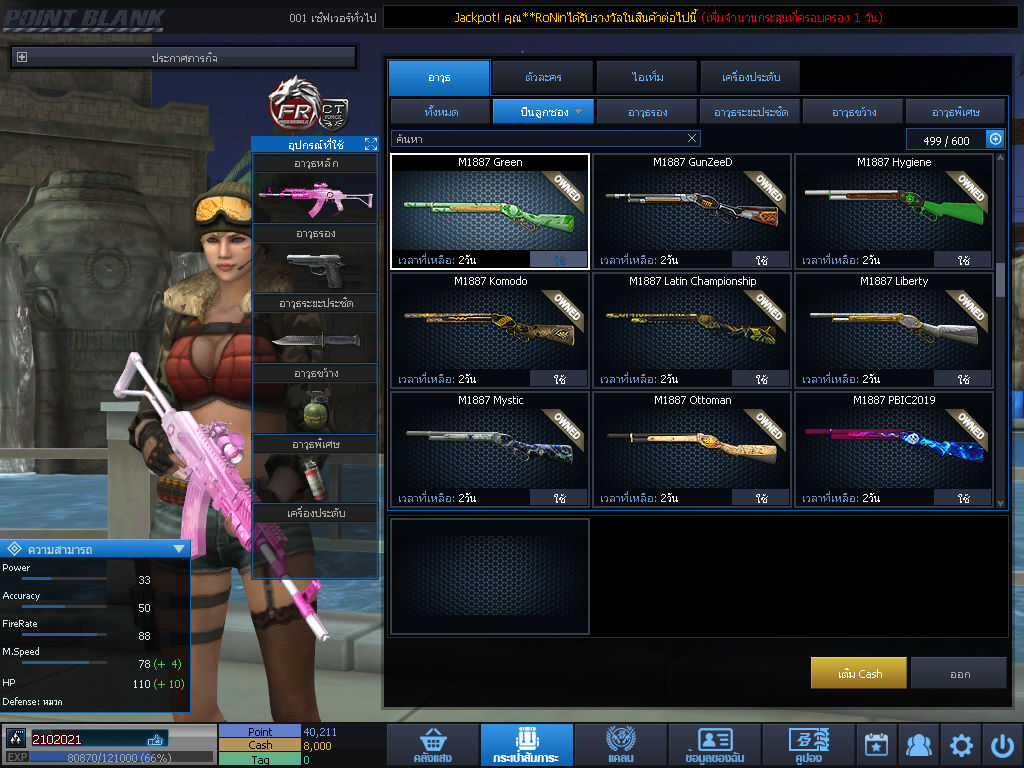 POINT BLANK
001 เซิฟเวอร์ทั่วไป
Jackpot! คุณ**RoNinได้รับรางวัลในสินค้าต่อไปนี้ (เพิ่มจำนวนกระสุนที่ครอบครอง 1 วัน)
ประกาศภารกิจ
FR
CT
FORCE
อุปกรณ์ที่ใช้
อาวุธหลัก
อาวุธรอง
อาวุธระยะประชิด
อาวุธขว้าง
อาวุธพิเศษ
เครื่องประดับ
อาวุธ ตัวละคร ไอเท็ม เครื่องประดับ
ทั้งหมด ปืนลูกซอง อาวุธรอง อาวุธระยะประชิด อาวุธขว้าง อาวุธพิเศษ
ค้นหา 499 / 600
M1887 Green M1887 GunZeeD M1887 Hygiene
OWNED OWNED OWNED
เวลาที่เหลือ: 2วัน ใช้ เวลาที่เหลือ: 2วัน ใช้ เวลาที่เหลือ: 2วัน ใช้
M1887 Komodo M1887 Latin Championship M1887 Liberty
OWNED OWNED OWNED
เวลาที่เหลือ: 2วัน ใช้ เวลาที่เหลือ: 2วัน ใช้ เวลาที่เหลือ: 2วัน ใช้
M1887 Mystic M1887 Ottoman M1887 PBIC2019
OWNED OWNED OWNED
เวลาที่เหลือ: 2วัน ใช้ เวลาที่เหลือ: 2วัน ใช้ เวลาที่เหลือ: 2วัน ใช้
ความสามารถ
Power
33
Accuracy
50
FireRate
88
M.Speed
78 (+ 4)
HP
110 (+ 10)
Defense: หมวก
เติม Cash ออก
2102021
EXP 80870/121000 (66%)
Point 40,211
Cash 8,000
Tag 0
คลังแสง กระเป๋าสัมภาระ แคลน ข้อมูลของฉัน คูปอง